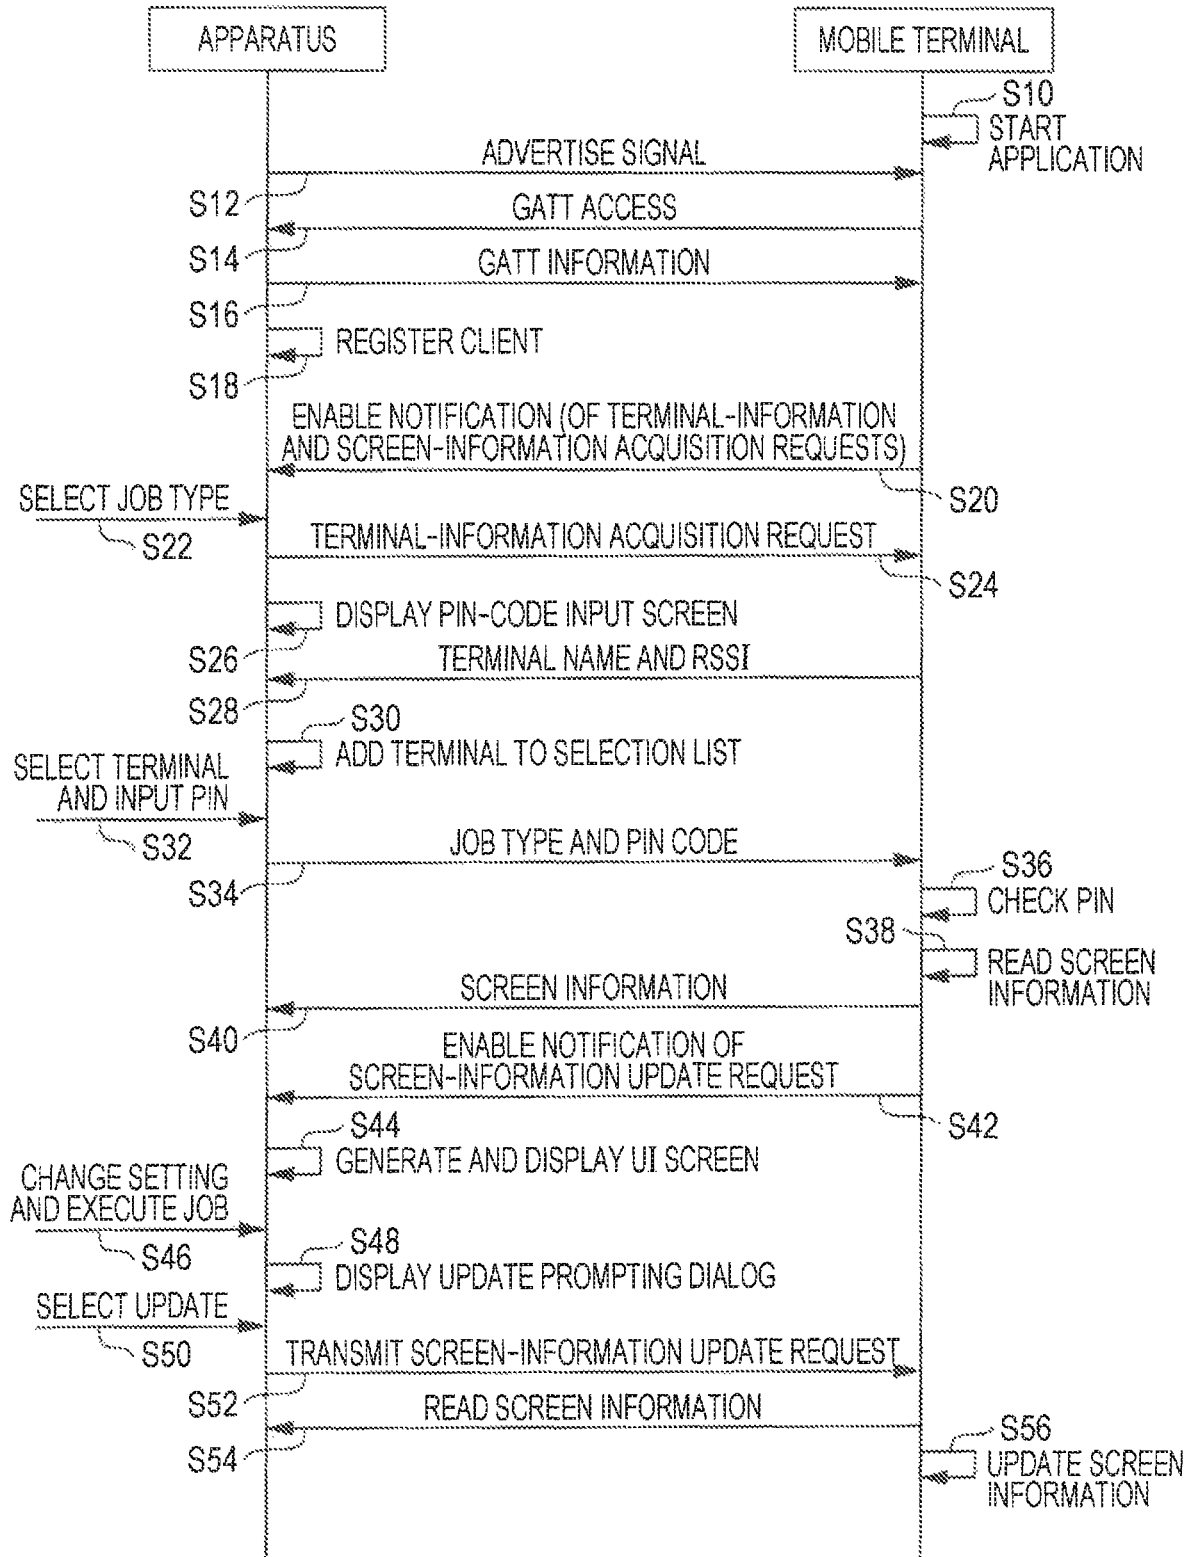 APPARATUS
MOBILE TERMINAL
S10
START
APPLICATION
ADVERTISE SIGNAL
S12
GATT ACCESS
S14
GATT INFORMATION
S16
REGISTER CLIENT
S18
ENABLE NOTIFICATION (OF TERMINAL-INFORMATION
AND SCREEN-INFORMATION ACQUISITION REQUESTS)
S20
SELECT JOB TYPE
S22
TERMINAL-INFORMATION ACQUISITION REQUEST
S24
DISPLAY PIN-CODE INPUT SCREEN
S26
TERMINAL NAME AND RSSI
S28
S30
ADD TERMINAL TO SELECTION LIST
SELECT TERMINAL
AND INPUT PIN
S32
JOB TYPE AND PIN CODE
S34
S36
CHECK PIN
S38
READ SCREEN
INFORMATION
SCREEN INFORMATION
S40
ENABLE NOTIFICATION OF
SCREEN-INFORMATION UPDATE REQUEST
S42
S44
GENERATE AND DISPLAY UI SCREEN
CHANGE SETTING
AND EXECUTE JOB
S46
S48
DISPLAY UPDATE PROMPTING DIALOG
SELECT UPDATE
S50
TRANSMIT SCREEN-INFORMATION UPDATE REQUEST
S52
READ SCREEN INFORMATION
S54
S56
UPDATE SCREEN
INFORMATION